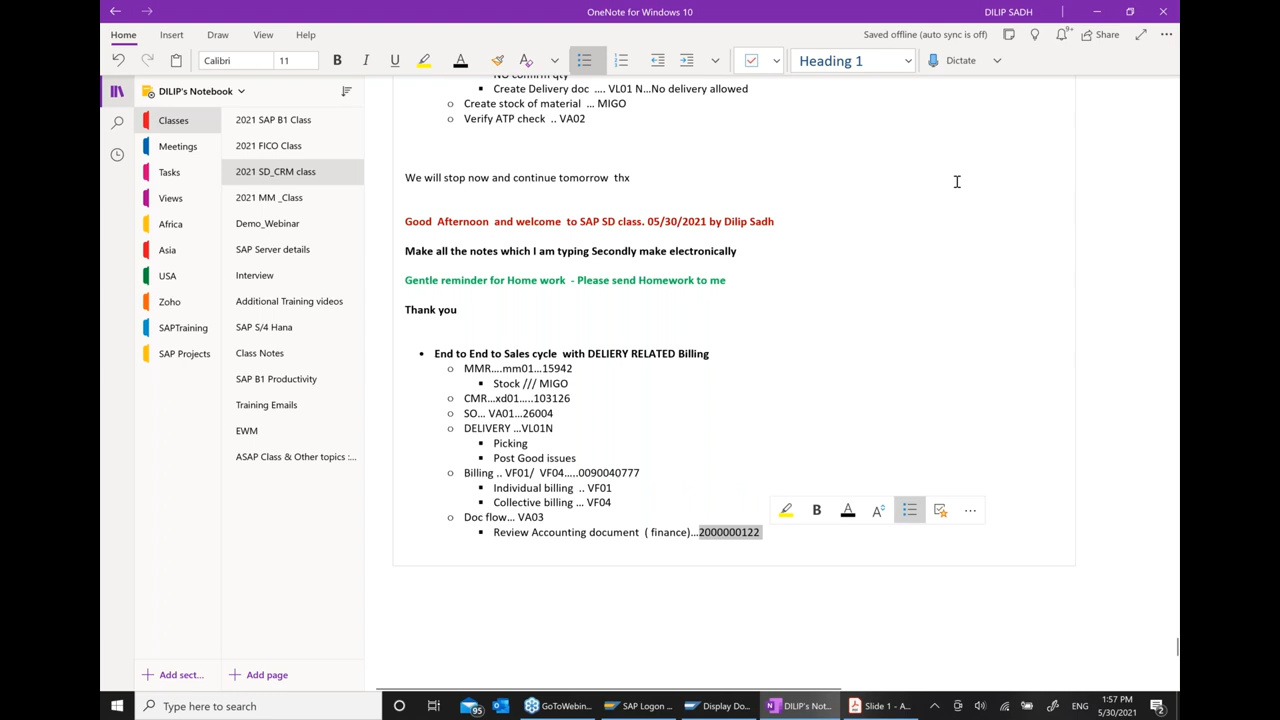 OneNote for Windows 10
DILIP SADH
Home
Insert
Draw
View
Help
Saved offline (auto sync is off)
9+
Share
Calibri
11
B
I
U
A
Heading 1
Dictate
DILIP's Notebook
Classes
Meetings
Tasks
Views
Africa
Asia
USA
Zoho
SAPTraining
SAP Projects
Add sect...
2021 SAP B1 Class
2021 FICO Class
2021 SD_CRM class
2021 MM _Class
Demo_Webinar
SAP Server details
Interview
Additional Training videos
SAP S/4 Hana
Class Notes
SAP B1 Productivity
Training Emails
EWM
ASAP Class & Other topics :...
Add page
NO confirm qty
Create Delivery doc .... VL01 N...No delivery allowed
Create stock of material ... MIGO
Verify ATP check .. VA02
We will stop now and continue tomorrow thx
Good Afternoon and welcome to SAP SD class. 05/30/2021 by Dilip Sadh
Make all the notes which I am typing Secondly make electronically
Gentle reminder for Home work - Please send Homework to me
Thank you
End to End to Sales cycle with DELIERY RELATED Billing
MMR....mm01...15942
Stock /// MIGO
CMR...xd01.....103126
SO... VA01...26004
DELIVERY ...VL01N
Picking
Post Good issues
Billing .. VF01/ VF04.....0090040777
Individual billing .. VF01
Collective billing ... VF04
Doc flow... VA03
Review Accounting document ( finance)...2000000122
B
A
A
Type here to search
95
GoToWebin...
SAP Logon ...
Display Do...
DILIP's Not...
Slide 1 - A...
ENG
1:57 PM
5/30/2021
2